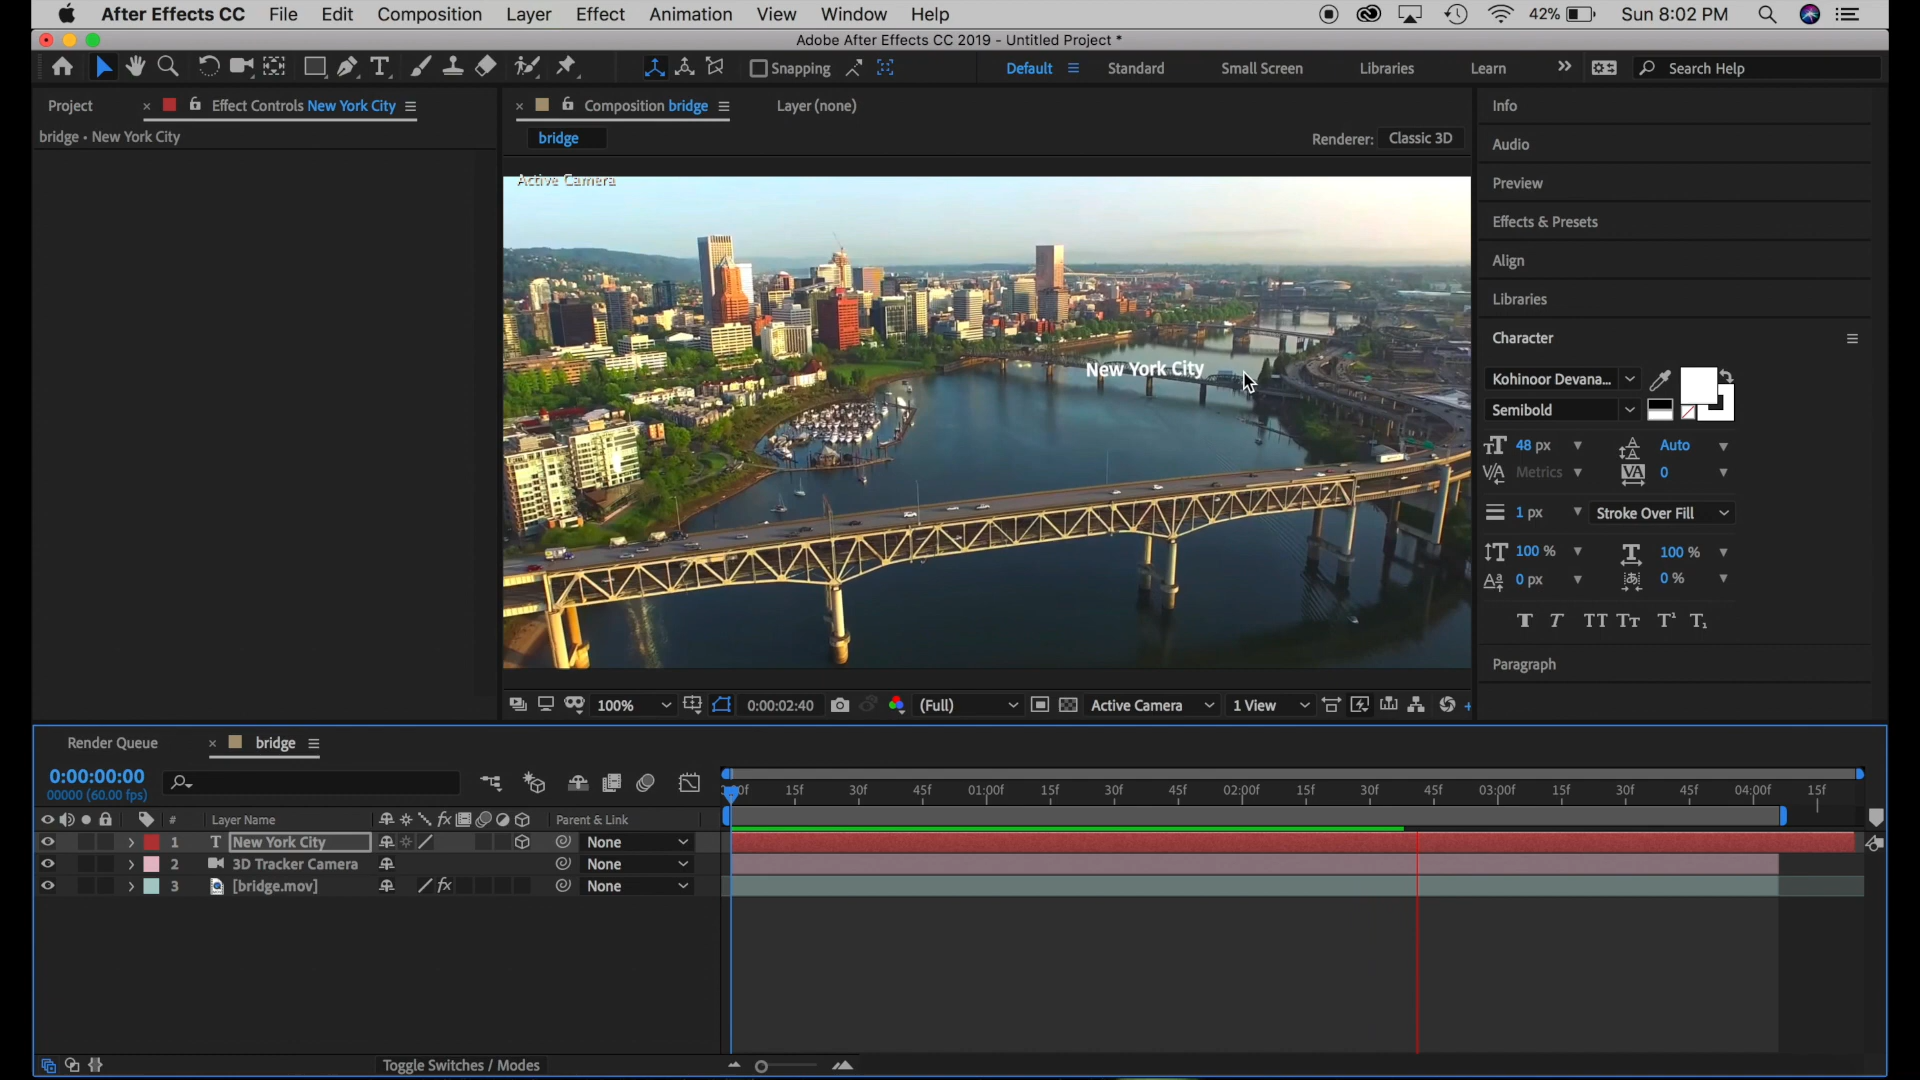 After Effects CC File Edit Composition Layer Effect Animation View Window Help 42% Sun 8:02 PM
Adobe After Effects CC 2019 - Untitled Project *
Snapping Default Standard Small Screen Libraries Learn Search Help
Project Effect Controls New York City Composition bridge Layer (none)
bridge • New York City
bridge Renderer: Classic 3D
Active Camera
New York City
Info
Audio
Preview
Effects & Presets
Align
Libraries
Character
Kohinoor Devana...
Semibold
48 px Auto
Metrics 0
1 px Stroke Over Fill
100 % 100 %
0 px 0 %
Paragraph
100% 0:00:02:40 (Full) Active Camera 1 View
Render Queue bridge
0:00:00:00
00000 (60.00 fps)
15f 30f 45f 01:00f 15f 30f 45f 02:00f 15f 30f 45f 03:00f 15f 30f 45f 04:00f 15f
# Layer Name fx Parent & Link
1 T New York City None
2 3D Tracker Camera
3 [bridge.mov] fx None
Toggle Switches / Modes